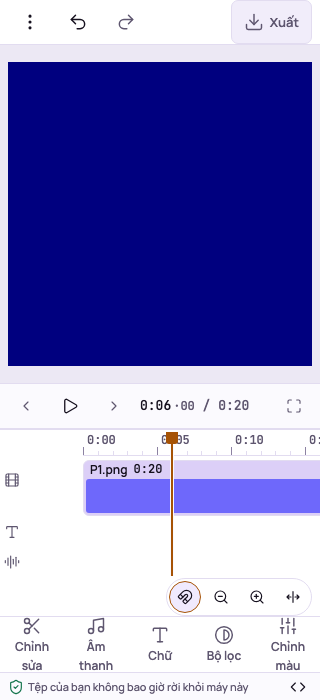 Xuất
0:06·00 / 0:20
0:00 0:05 0:10
P1.png 0:20
Chỉnh sửa
Âm thanh
Chữ
Bộ lọc
Chỉnh màu
Tệp của bạn không bao giờ rời khỏi máy này